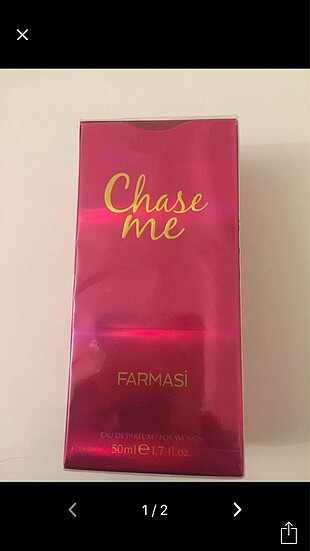 Chase
me
FARMASİ
EAU DE PARFUM / FOR WOMEN
50ml e 1.7 fl.oz.
1/2